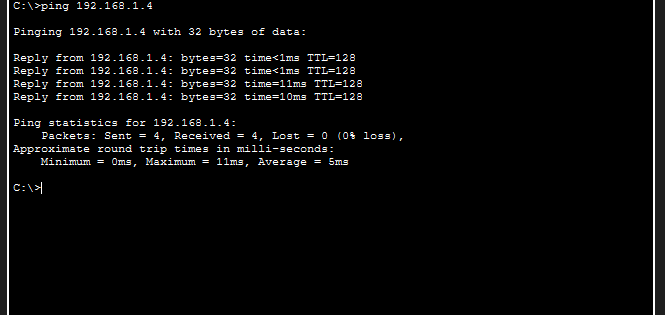 C:\>ping 192.168.1.4
Pinging 192.168.1.4 with 32 bytes of data:
Reply from 192.168.1.4: bytes=32 time<1ms TTL=128
Reply from 192.168.1.4: bytes=32 time<1ms TTL=128
Reply from 192.168.1.4: bytes=32 time=11ms TTL=128
Reply from 192.168.1.4: bytes=32 time=10ms TTL=128
Ping statistics for 192.168.1.4:
    Packets: Sent = 4, Received = 4, Lost = 0 (0% loss),
Approximate round trip times in milli-seconds:
    Minimum = 0ms, Maximum = 11ms, Average = 5ms
C:\>